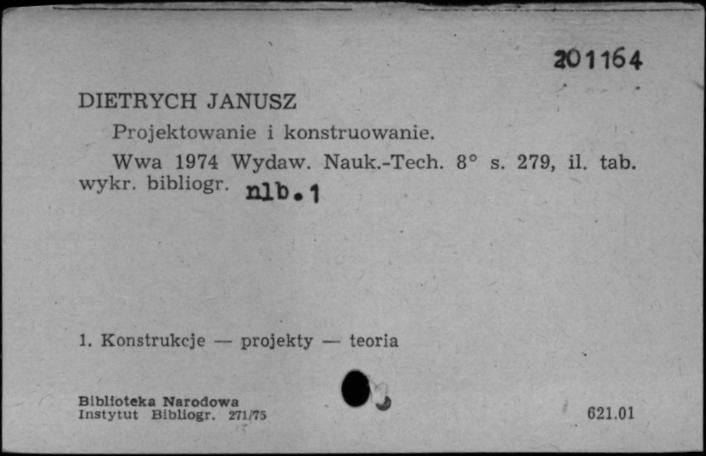 201164
DIETRYCH JANUSZ
Projektowanie i konstruowanie.
Wwa 1974 Wydaw. Nauk.-Tech. 8° s. 279, il. tab.
wykr. bibliogr. nlb. 1
1. Konstrukcje — projekty — teoria
Biblioteka Narodowa
Instytut Bibliogr. 271/75
621.01